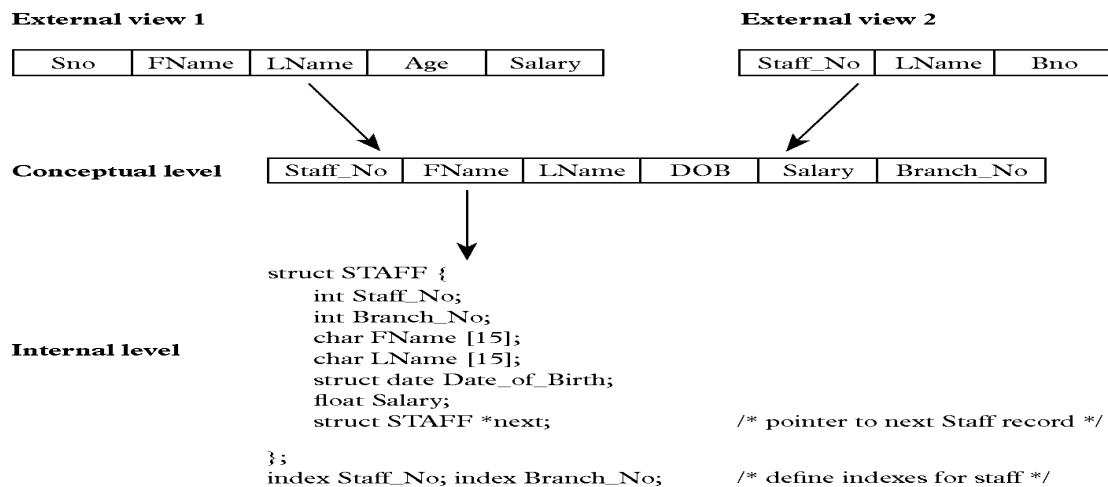 External view 1 External view 2
Sno FName LName Age Salary Staff_No LName Bno
Conceptual level Staff_No FName LName DOB Salary Branch_No
struct STAFF {
int Staff_No;
int Branch_No;
char FName [15];
Internal level
char LName [15];
struct date Date_of_Birth;
float Salary;
struct STAFF *next; /* pointer to next Staff record */
};
index Staff_No; index Branch_No; /* define indexes for staff */